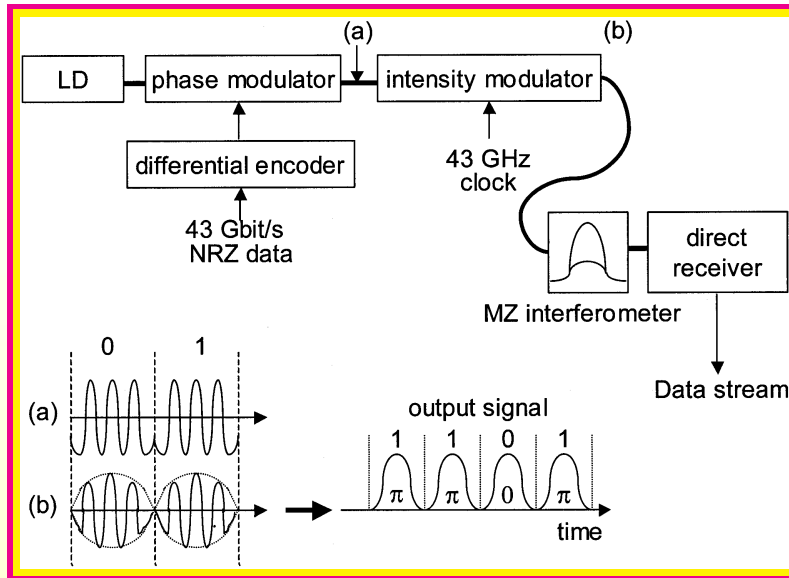 (a)
(b)
LD
phase modulator
intensity modulator
differential encoder
43 GHz
clock
43 Gbit/s
NRZ data
direct
receiver
MZ interferometer
Data stream
0 1
(a)
(b)
output signal
1 1 0 1
π π 0 π
time